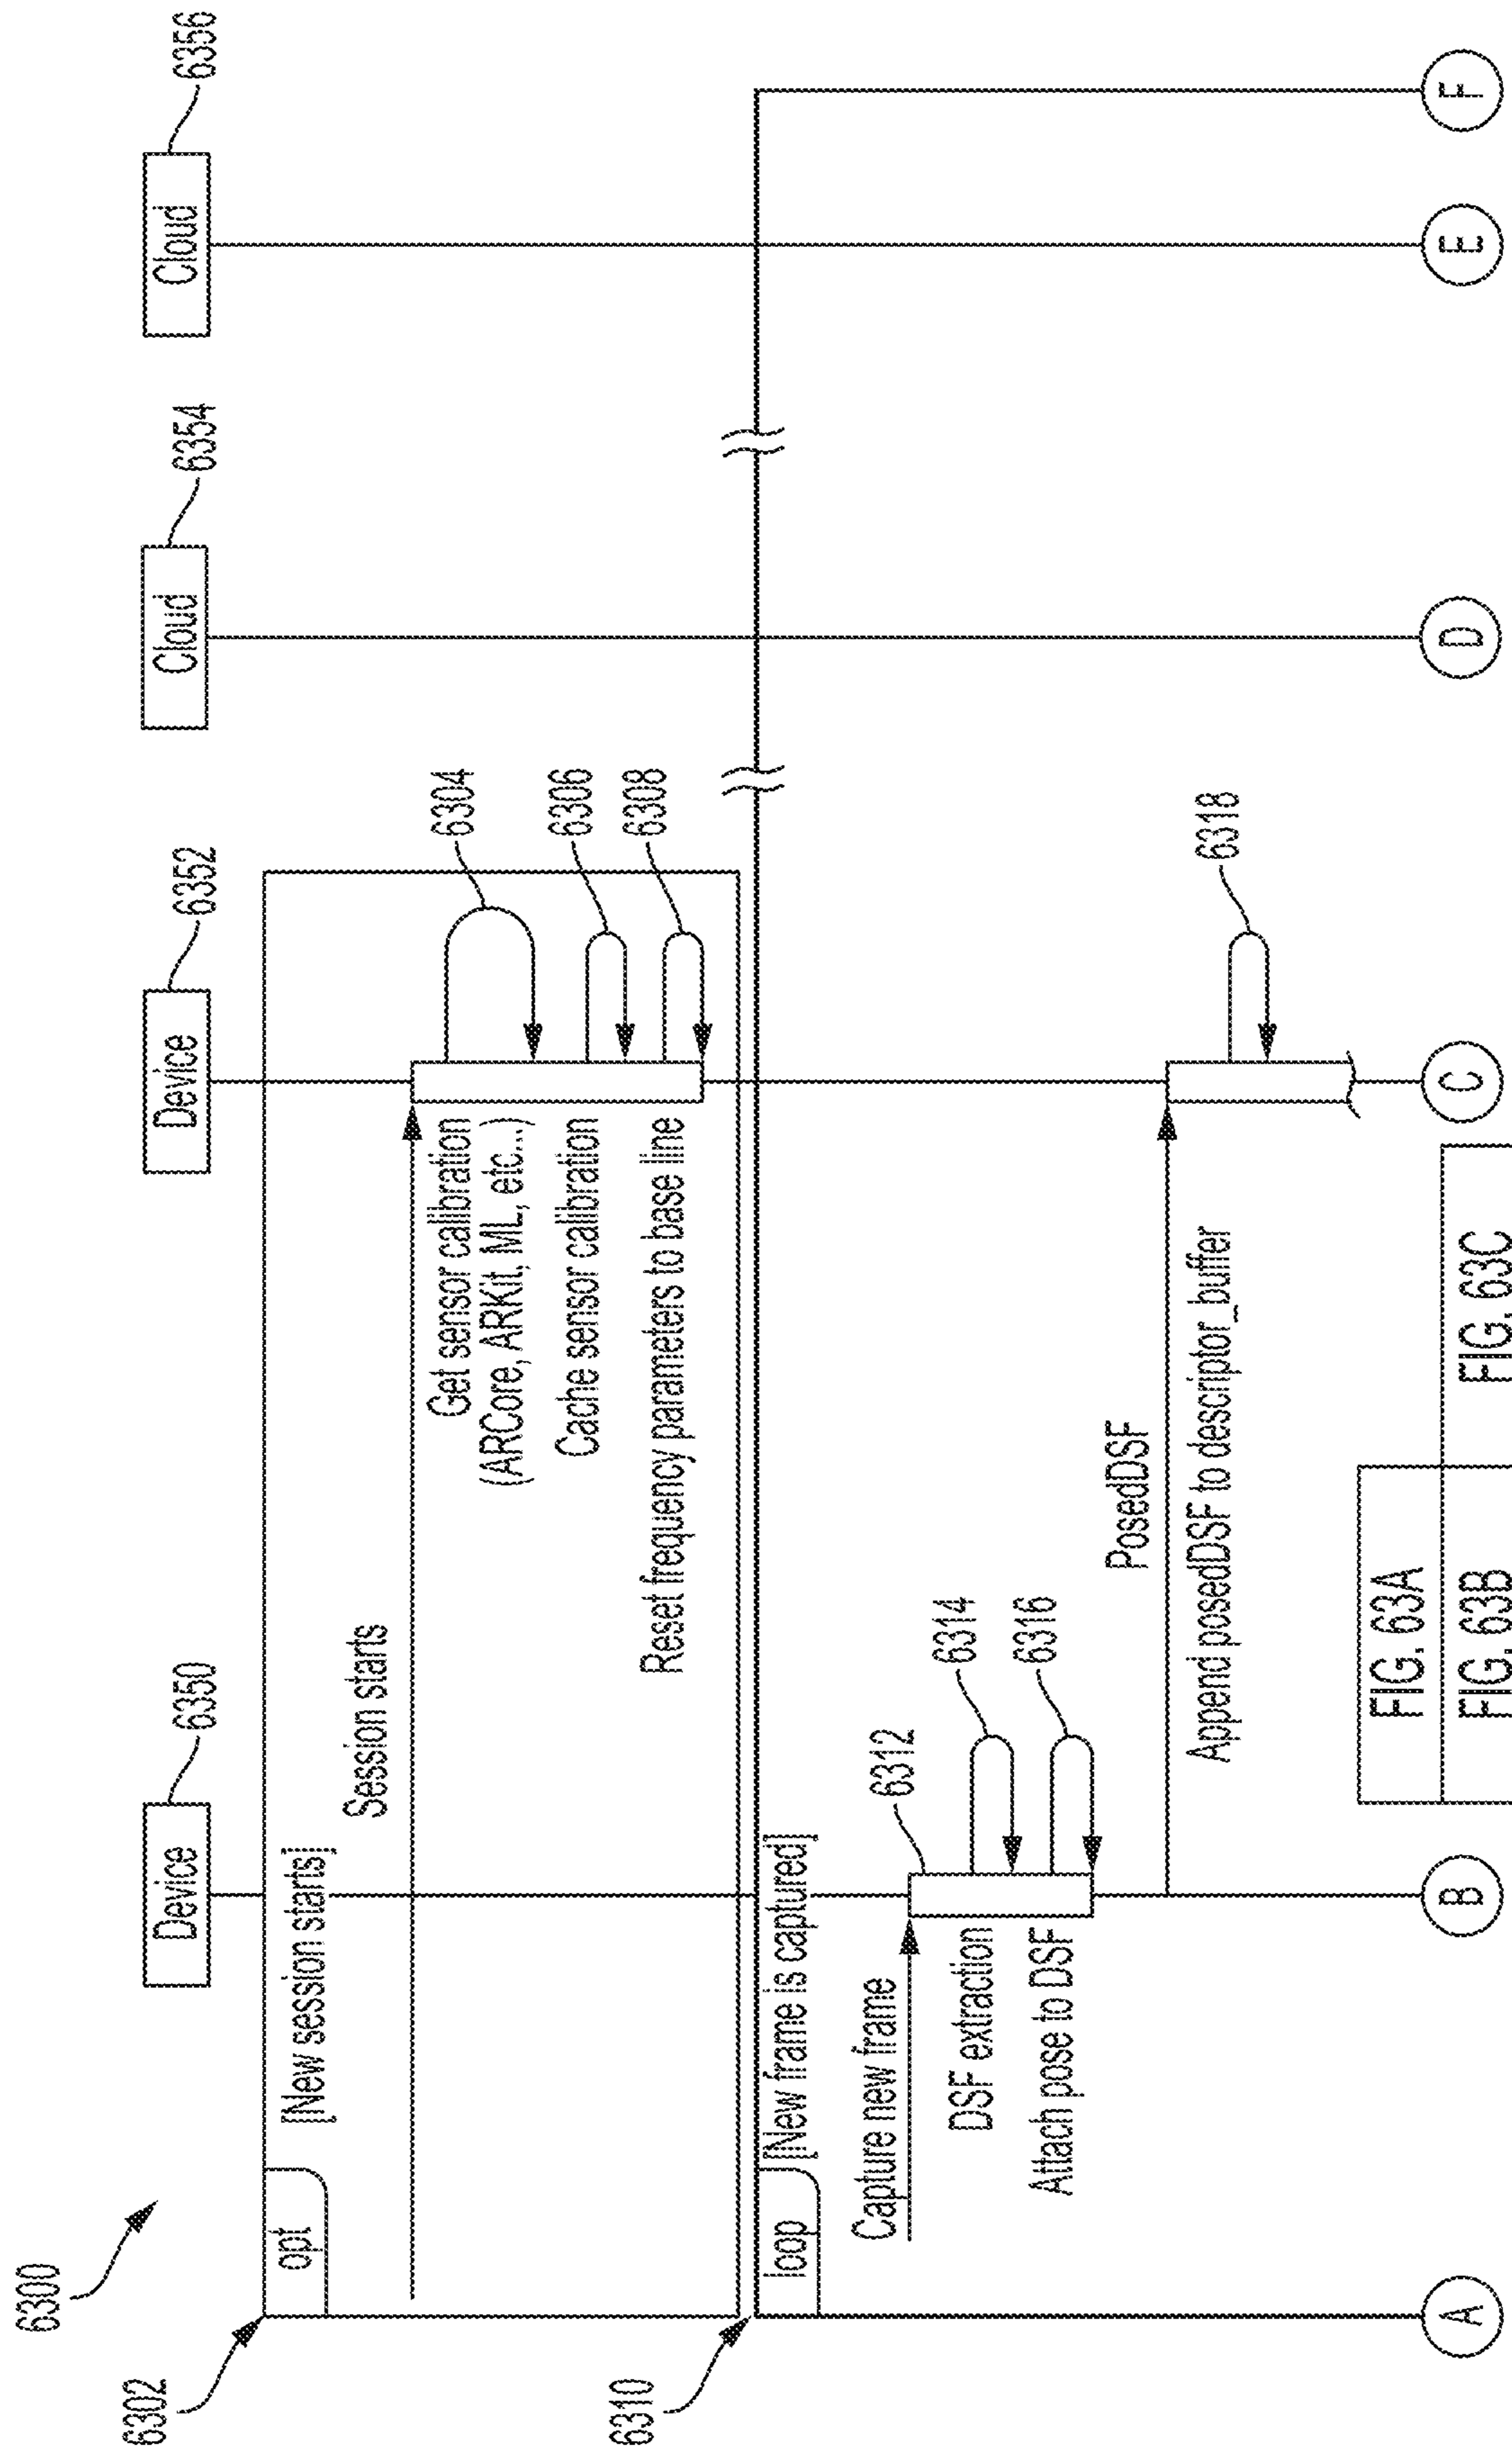 6300
6350
6352
6354
6356
Device
Device
Cloud
Cloud
6302
opt
[New session starts]
Session starts
Get sensor calibration
(ARCore, ARKit, ML, etc...)
6304
Cache sensor calibration
6306
Reset frequency parameters to base line
6308
6310
loop
[New frame is captured]
Capture new frame
6312
DSF extraction
6314
Attach pose to DSF
6316
PosedDSF
Append posedDSF to descriptor_buffer
6318
FIG. 63A
FIG. 63B
FIG. 63C
A
B
C
D
E
F